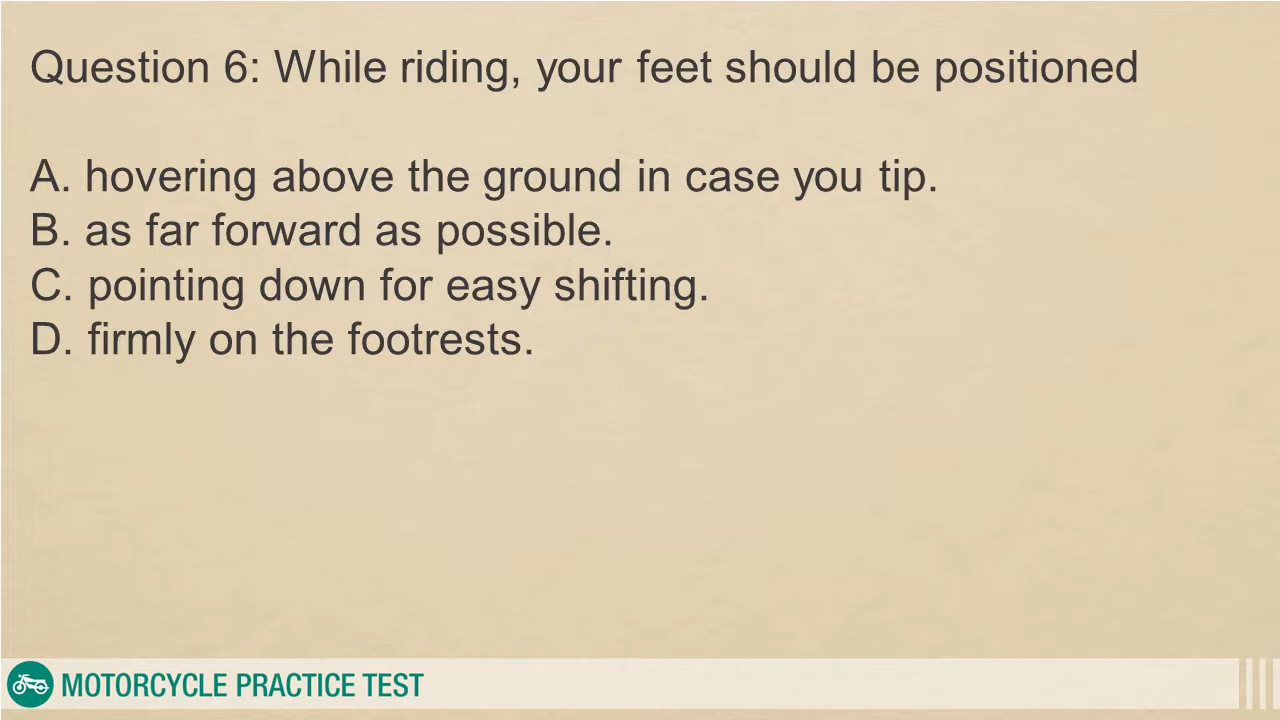 Question 6: While riding, your feet should be positioned
A. hovering above the ground in case you tip.
B. as far forward as possible.
C. pointing down for easy shifting.
D. firmly on the footrests.
MOTORCYCLE PRACTICE TEST